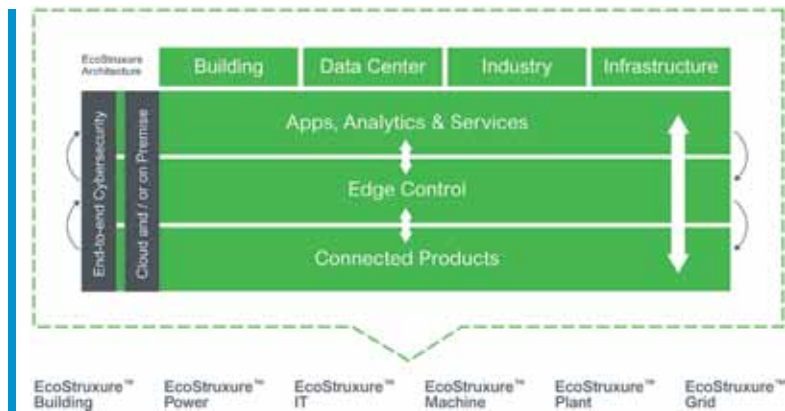 EcoStruxure
Architecture
Building
Data Center
Industry
Infrastructure
End-to-end Cybersecurity
Cloud and / or on Premise
Apps, Analytics & Services
Edge Control
Connected Products
EcoStruxure™
Building
EcoStruxure™
Power
EcoStruxure™
IT
EcoStruxure™
Machine
EcoStruxure™
Plant
EcoStruxure™
Grid